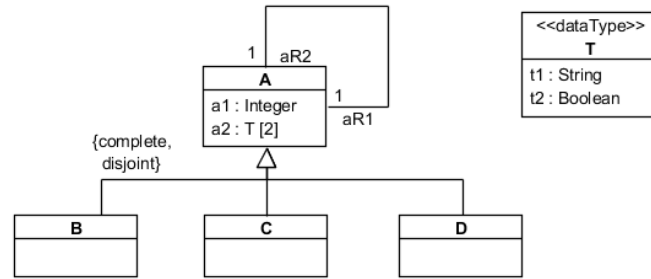 <<dataType>>
T
t1 : String
t2 : Boolean
1
aR2
A
a1 : Integer
a2 : T [2]
1
aR1
{complete,
disjoint}
B
C
D